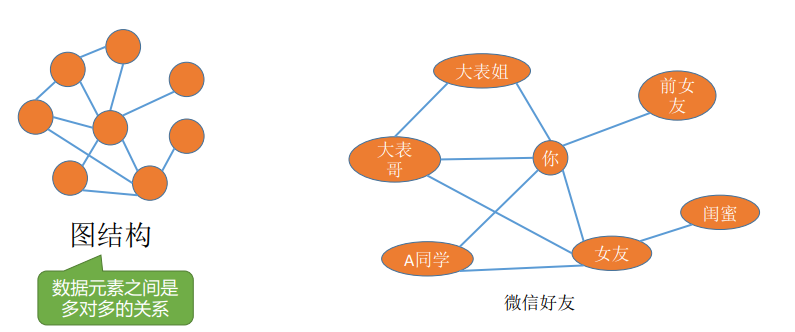 大表姐
前女
友
大表
哥
你
闺蜜
女友
A同学
图结构
数据元素之间是
多对多的关系
微信好友